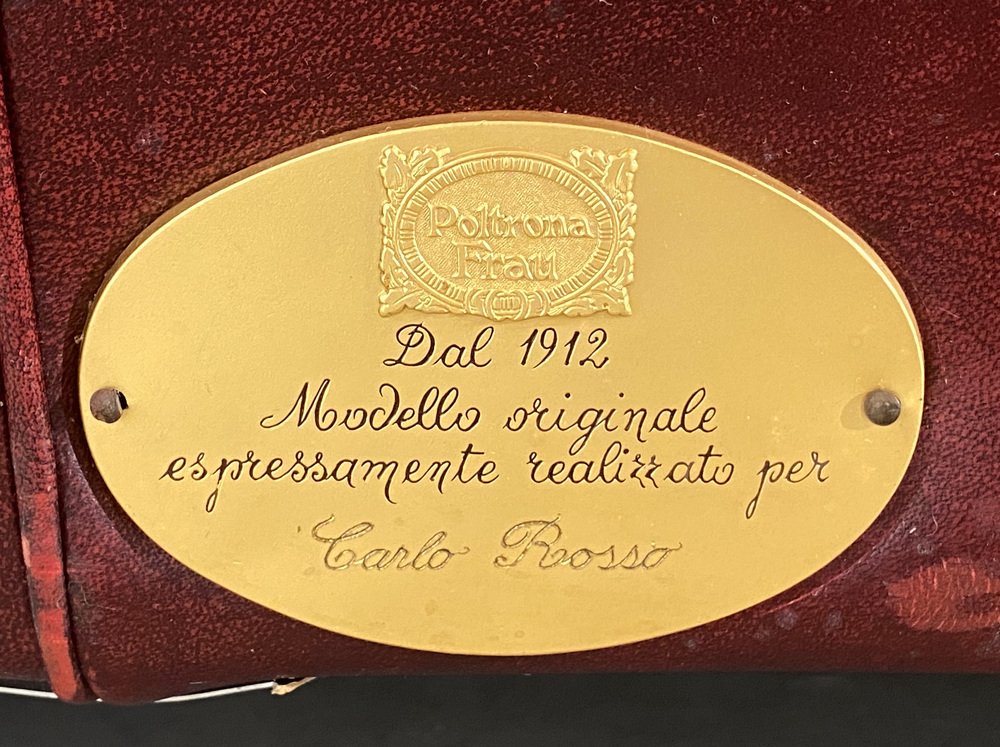 Poltrona
Frau
Dal 1912
Modello originale
espressamente realizzato per
Carlo Rosso